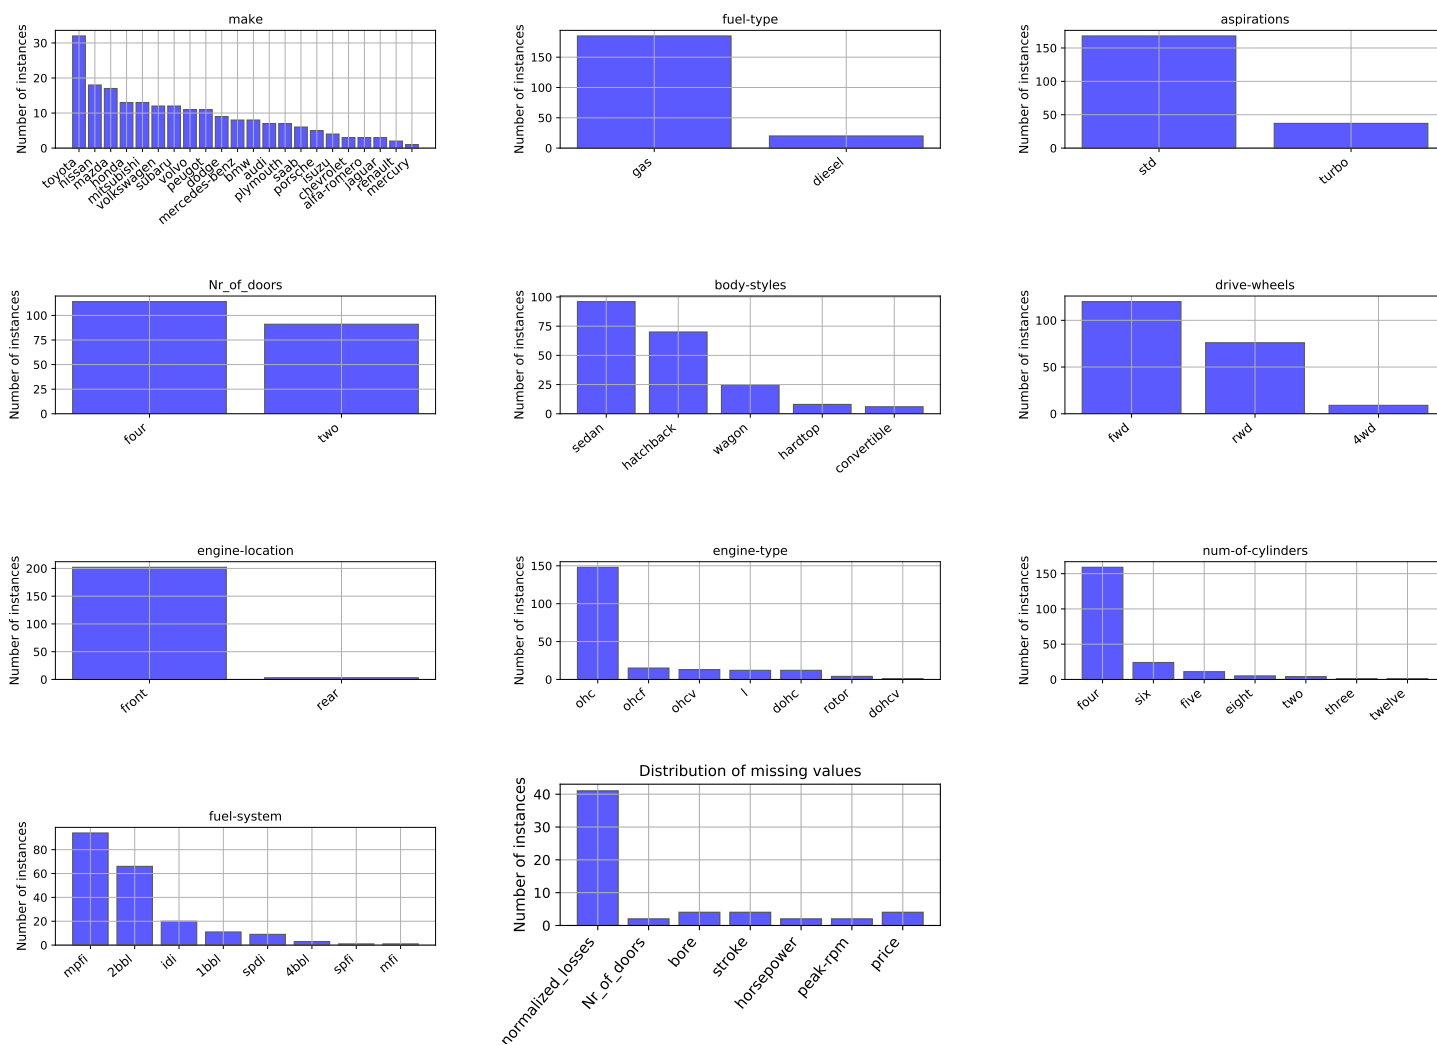 make
Number of instances
30
20
10
0
toyota
nissan
mazda
honda
mitsubishi
volkswagen
subaru
volvo
peugot
dodge
mercedes-benz
bmw
audi
plymouth
saab
porsche
isuzu
chevrolet
alfa-romero
jaguar
renault
mercury
fuel-type
Number of instances
150
100
50
0
gas
diesel
aspirations
Number of instances
150
100
50
0
std
turbo
Nr_of_doors
Number of instances
100
75
50
25
0
four
two
body-styles
Number of instances
100
75
50
25
0
sedan
hatchback
wagon
hardtop
convertible
drive-wheels
Number of instances
100
50
0
fwd
rwd
4wd
engine-location
Number of instances
200
150
100
50
0
front
rear
engine-type
Number of instances
150
100
50
0
ohc
ohcf
ohcv
l
dohc
rotor
dohcv
num-of-cylinders
Number of instances
150
100
50
0
four
six
five
eight
two
three
twelve
fuel-system
Number of instances
80
60
40
20
0
mpfi
2bbl
idi
1bbl
spdi
4bbl
spfi
mfi
Distribution of missing values
Number of instances
40
30
20
10
0
normalized_losses
Nr_of_doors
bore
stroke
horsepower
peak-rpm
price